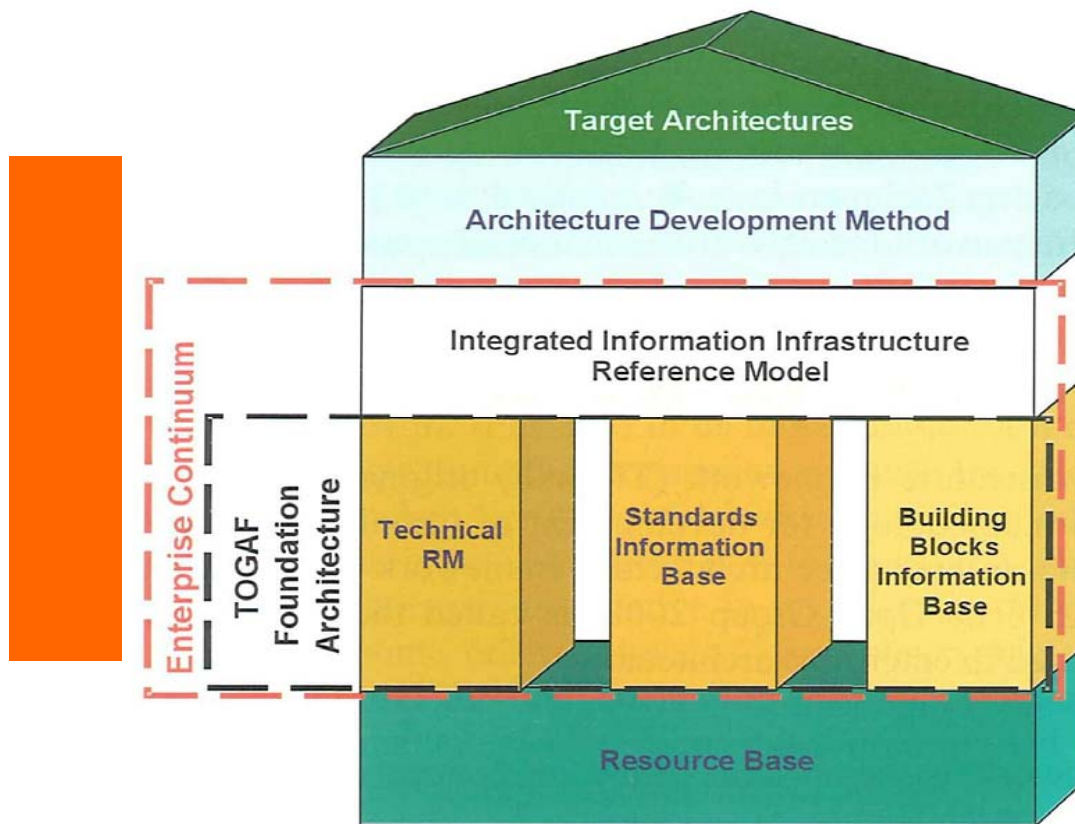 Target Architectures
Architecture Development Method
Integrated Information Infrastructure
Reference Model
Enterprise Continuum
TOGAF
Foundation
Architecture
Technical
RM
Standards
Information
Base
Building
Blocks
Information
Base
Resource Base